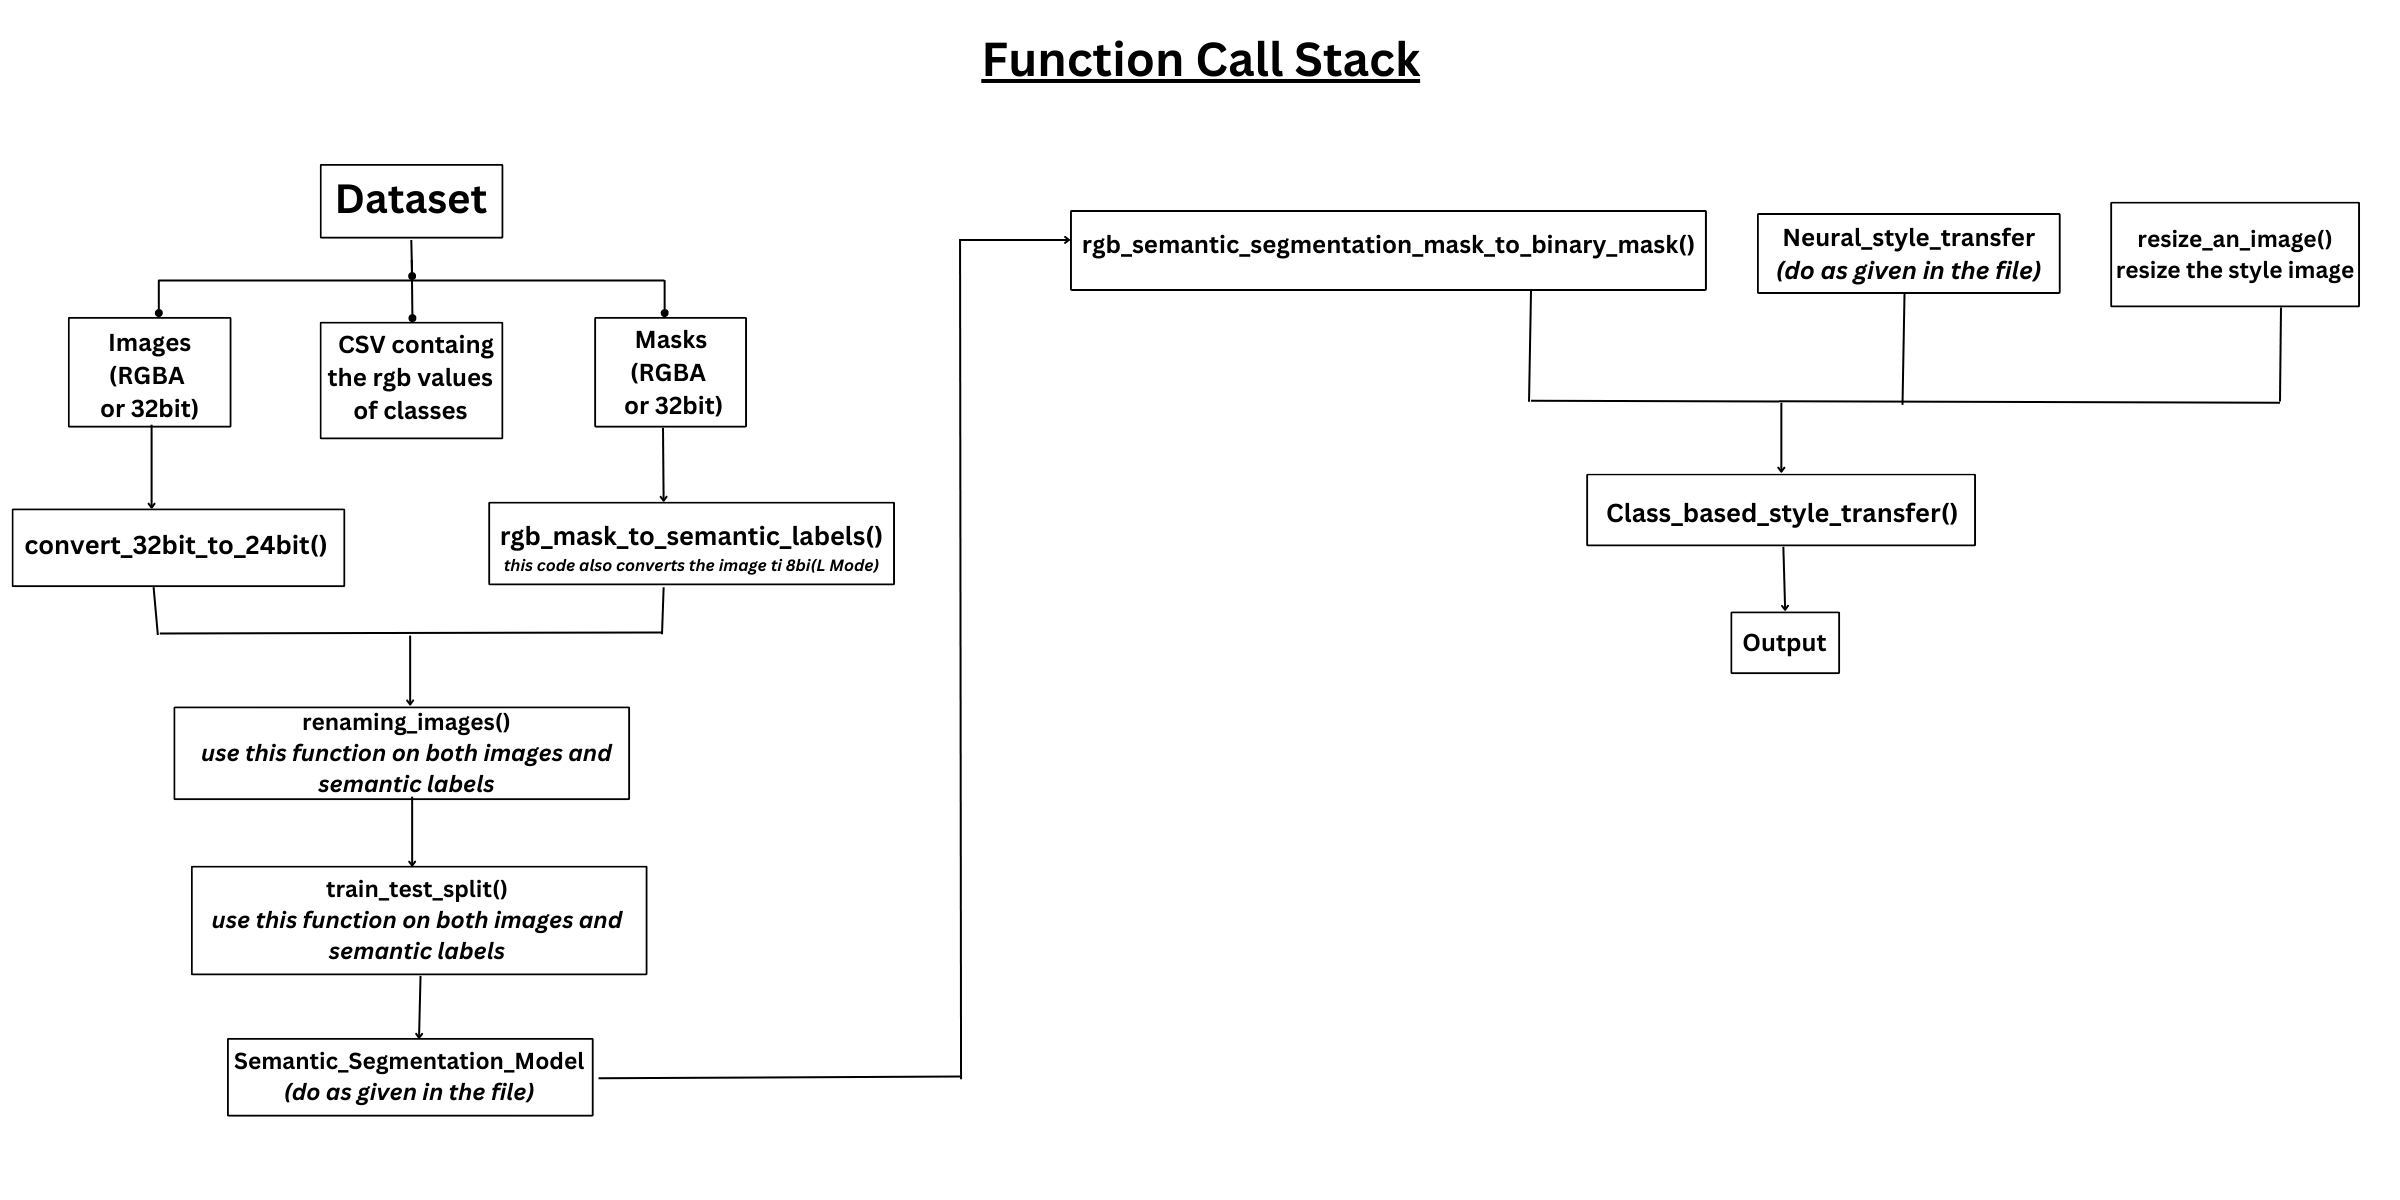 Function Call Stack
Dataset
Images
(RGBA
or 32bit)
CSV containg
the rgb values
of classes
Masks
(RGBA
or 32bit)
convert_32bit_to_24bit()
rgb_mask_to_semantic_labels()
this code also converts the image ti 8bi(L Mode)
renaming_images()
use this function on both images and
semantic labels
train_test_split()
use this function on both images and
semantic labels
Semantic_Segmentation_Model
(do as given in the file)
rgb_semantic_segmentation_mask_to_binary_mask()
Neural_style_transfer
(do as given in the file)
resize_an_image()
resize the style image
Class_based_style_transfer()
Output